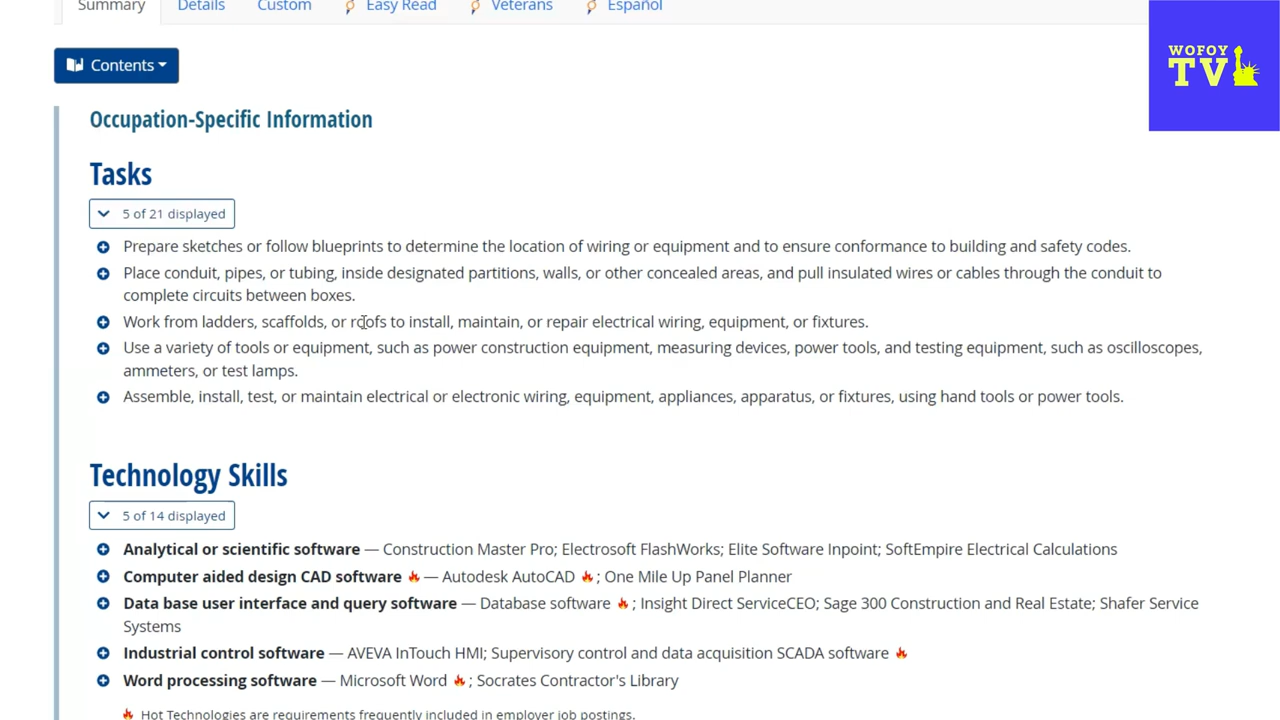 Summary Details Custom Easy Read Veterans Español
WOFOY
TV
Contents
Occupation-Specific Information
Tasks
5 of 21 displayed
Prepare sketches or follow blueprints to determine the location of wiring or equipment and to ensure conformance to building and safety codes.
Place conduit, pipes, or tubing, inside designated partitions, walls, or other concealed areas, and pull insulated wires or cables through the conduit to
complete circuits between boxes.
Work from ladders, scaffolds, or roofs to install, maintain, or repair electrical wiring, equipment, or fixtures.
Use a variety of tools or equipment, such as power construction equipment, measuring devices, power tools, and testing equipment, such as oscilloscopes,
ammeters, or test lamps.
Assemble, install, test, or maintain electrical or electronic wiring, equipment, appliances, apparatus, or fixtures, using hand tools or power tools.
Technology Skills
5 of 14 displayed
Analytical or scientific software — Construction Master Pro; Electrosoft FlashWorks; Elite Software Inpoint; SoftEmpire Electrical Calculations
Computer aided design CAD software — Autodesk AutoCAD ; One Mile Up Panel Planner
Data base user interface and query software — Database software ; Insight Direct ServiceCEO; Sage 300 Construction and Real Estate; Shafer Service
Systems
Industrial control software — AVEVA InTouch HMI; Supervisory control and data acquisition SCADA software
Word processing software — Microsoft Word ; Socrates Contractor's Library
Hot Technologies are requirements frequently included in employer job postings.